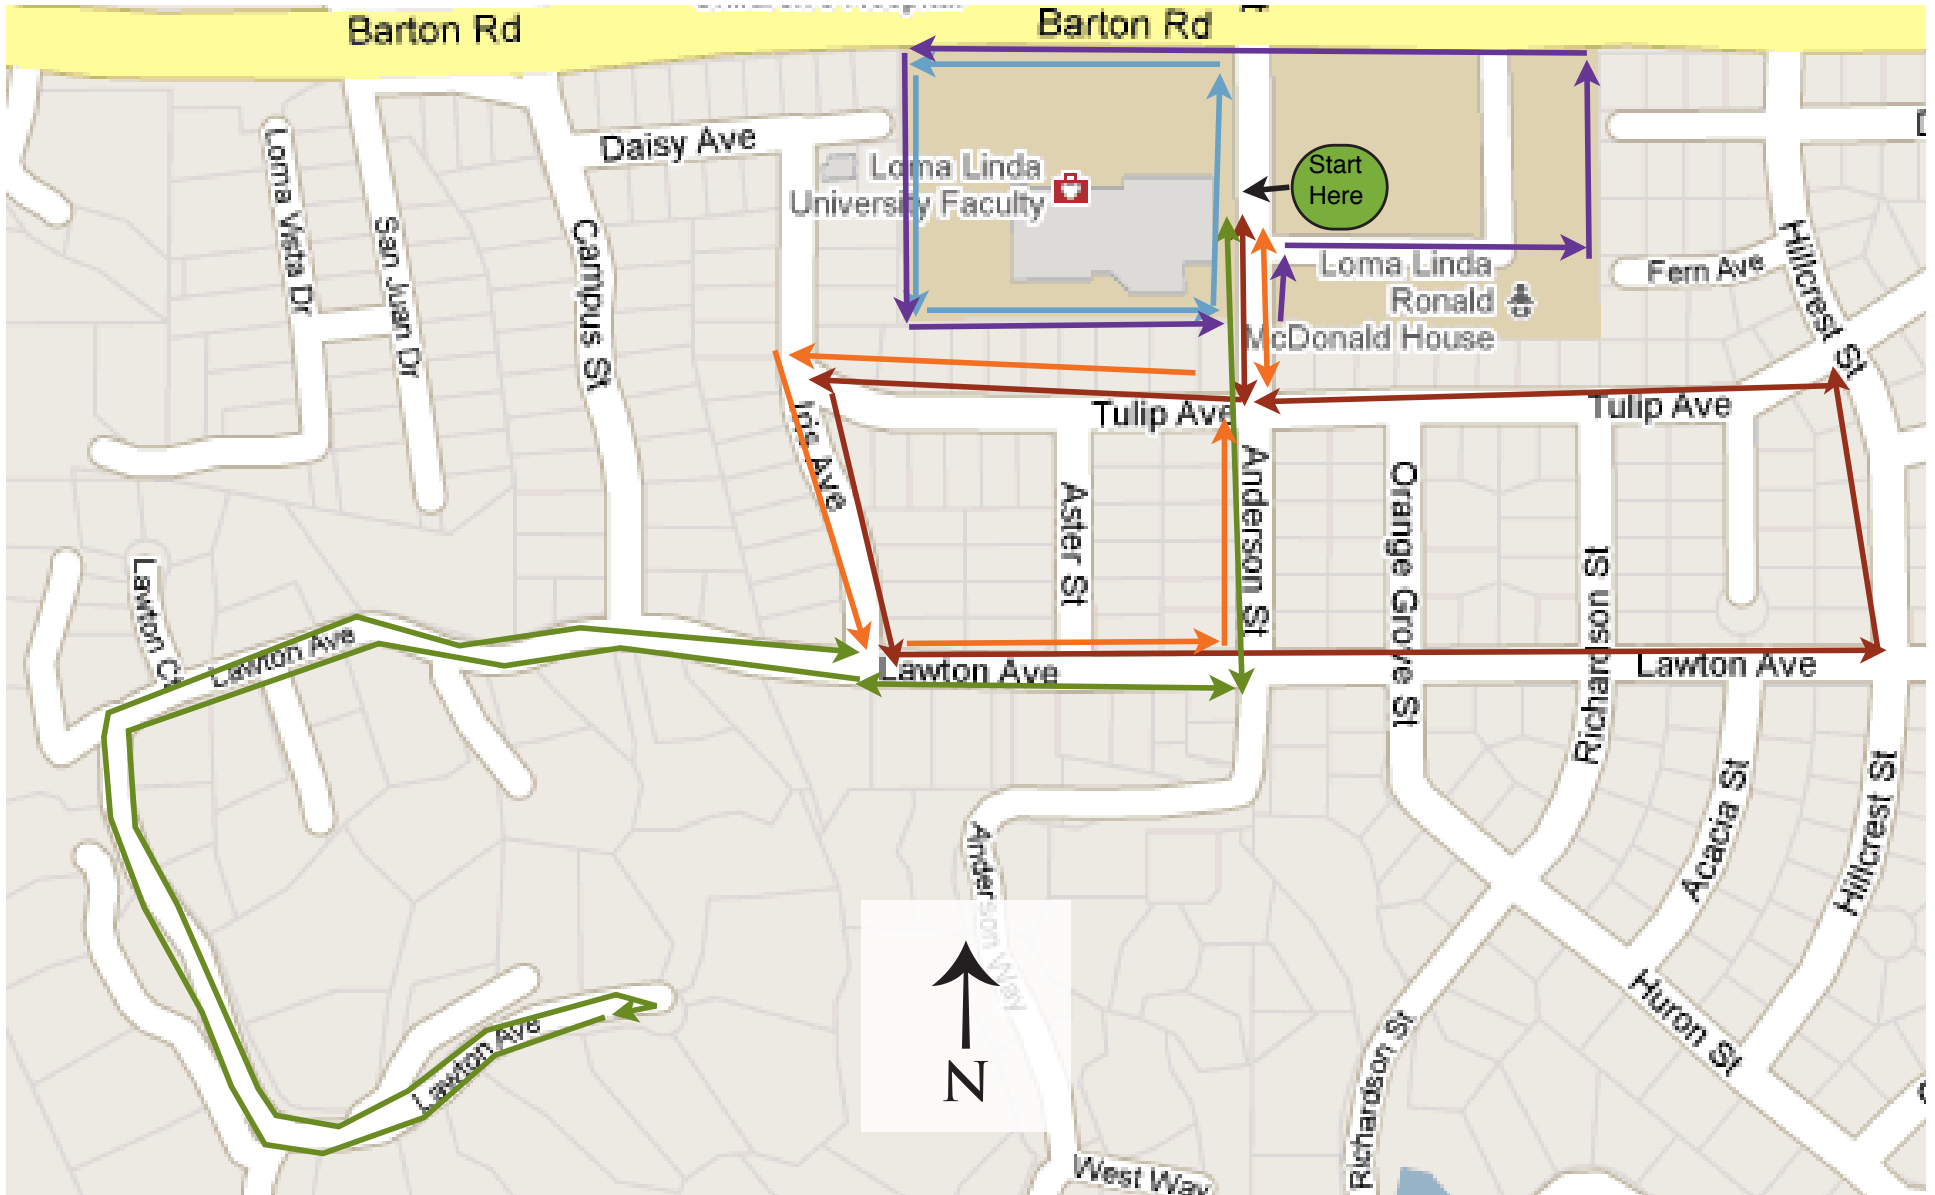 Barton Rd
Barton Rd
Daisy Ave
Loma Linda
University Faculty
Start
Here
Loma Vista Dr
San Juan Dr
Campus St
Hillcrest St
Fern Ave
Loma Linda
Ronald
McDonald House
Tulip Ave
Tulip Ave
Iris Ave
Aster St
Anderson St
Orange Grove St
Richardson St
Lawton Ct
Lawton Ave
Lawton Ave
Lawton Ave
Acacia St
Hillcrest St
Anderson Way
Huron St
Lawton Ave
Richardson St
N
West Way